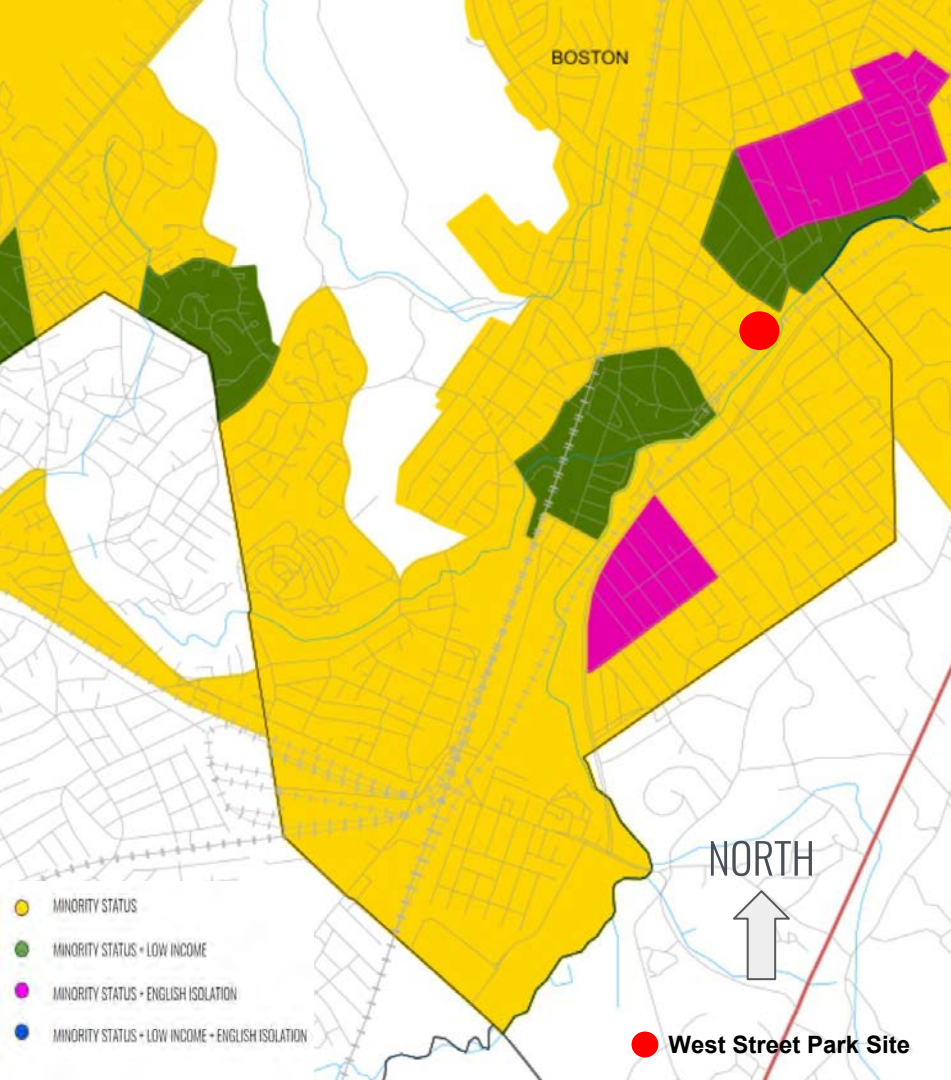 BOSTON
NORTH
MINORITY STATUS
MINORITY STATUS + LOW INCOME
MINORITY STATUS + ENGLISH ISOLATION
MINORITY STATUS + LOW INCOME + ENGLISH ISOLATION
West Street Park Site